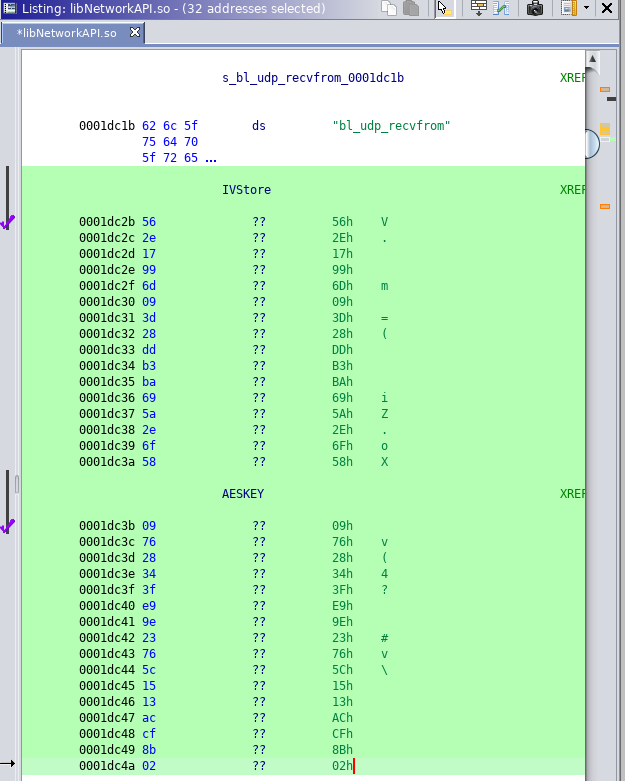 Listing: libNetworkAPI.so - (32 addresses selected)
*libNetworkAPI.so
s_bl_udp_recvfrom_0001dc1b XREF
0001dc1b 62 6c 5f ds "bl_udp_recvfrom"
75 64 70
5f 72 65 ...
IVStore XREF
0001dc2b 56 ?? 56h V
0001dc2c 2e ?? 2Eh .
0001dc2d 17 ?? 17h
0001dc2e 99 ?? 99h
0001dc2f 6d ?? 6Dh m
0001dc30 09 ?? 09h
0001dc31 3d ?? 3Dh =
0001dc32 28 ?? 28h (
0001dc33 dd ?? DDh
0001dc34 b3 ?? B3h
0001dc35 ba ?? BAh
0001dc36 69 ?? 69h i
0001dc37 5a ?? 5Ah Z
0001dc38 2e ?? 2Eh .
0001dc39 6f ?? 6Fh o
0001dc3a 58 ?? 58h X
AESKEY XREF
0001dc3b 09 ?? 09h
0001dc3c 76 ?? 76h v
0001dc3d 28 ?? 28h (
0001dc3e 34 ?? 34h 4
0001dc3f 3f ?? 3Fh ?
0001dc40 e9 ?? E9h
0001dc41 9e ?? 9Eh
0001dc42 23 ?? 23h #
0001dc43 76 ?? 76h v
0001dc44 5c ?? 5Ch \
0001dc45 15 ?? 15h
0001dc46 13 ?? 13h
0001dc47 ac ?? ACh
0001dc48 cf ?? CFh
0001dc49 8b ?? 8Bh
0001dc4a 02 ?? 02h